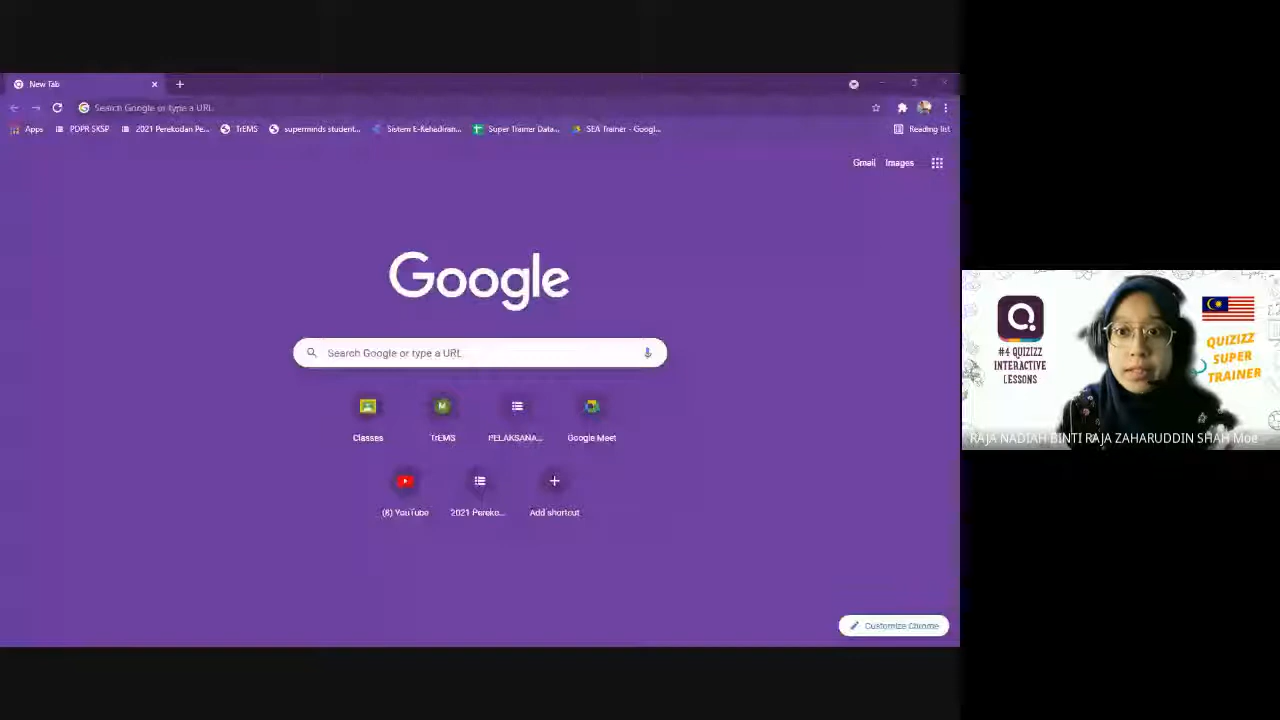 New Tab
Search Google or type a URL
Apps PDPR SKSP 2021 Perekodan Pe... TrEMS superminds student... Sistem E-Kehadiran... Super Trainer Data... SEA Trainer - Googl... Reading list
Gmail Images
Google
Search Google or type a URL
Classes TrEMS PELAKSANA... Google Meet
(8) YouTube 2021 Pereko... Add shortcut
Customize Chrome
#4 QUIZIZZ
INTERACTIVE
LESSONS
QUIZIZZ
SUPER
TRAINER
RAJA NADIAH BINTI RAJA ZAHARUDDIN SHAH Moe